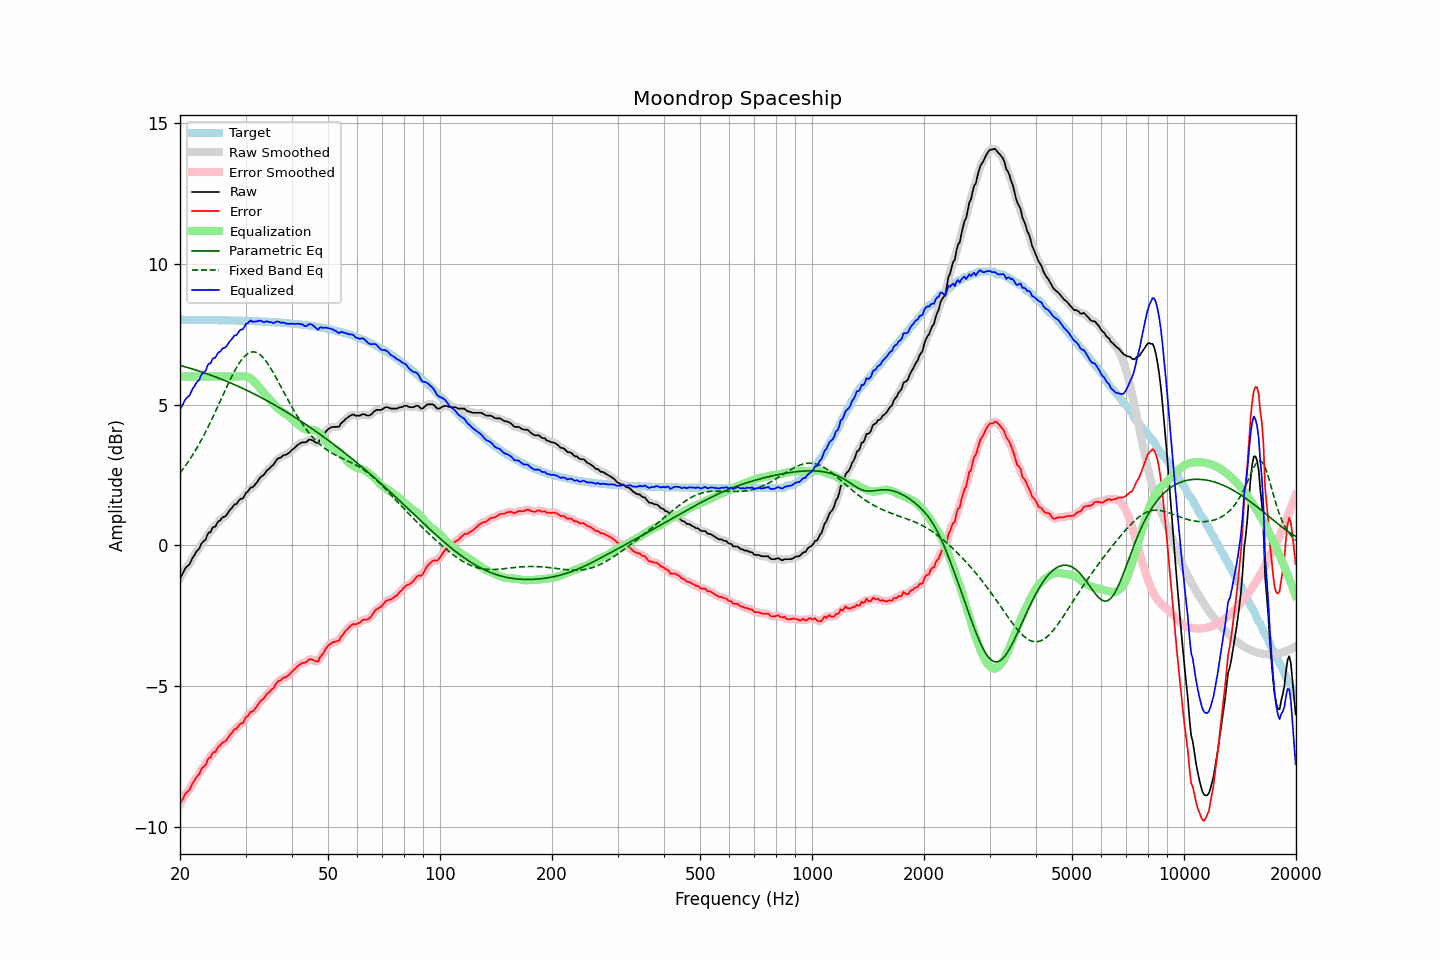 Moondrop Spaceship
Target
Raw Smoothed
Error Smoothed
Raw
Error
Equalization
Parametric Eq
Fixed Band Eq
Equalized
15
10
5
0
−5
−10
Amplitude (dBr)
20
50
100
200
500
1000
2000
5000
10000
20000
Frequency (Hz)